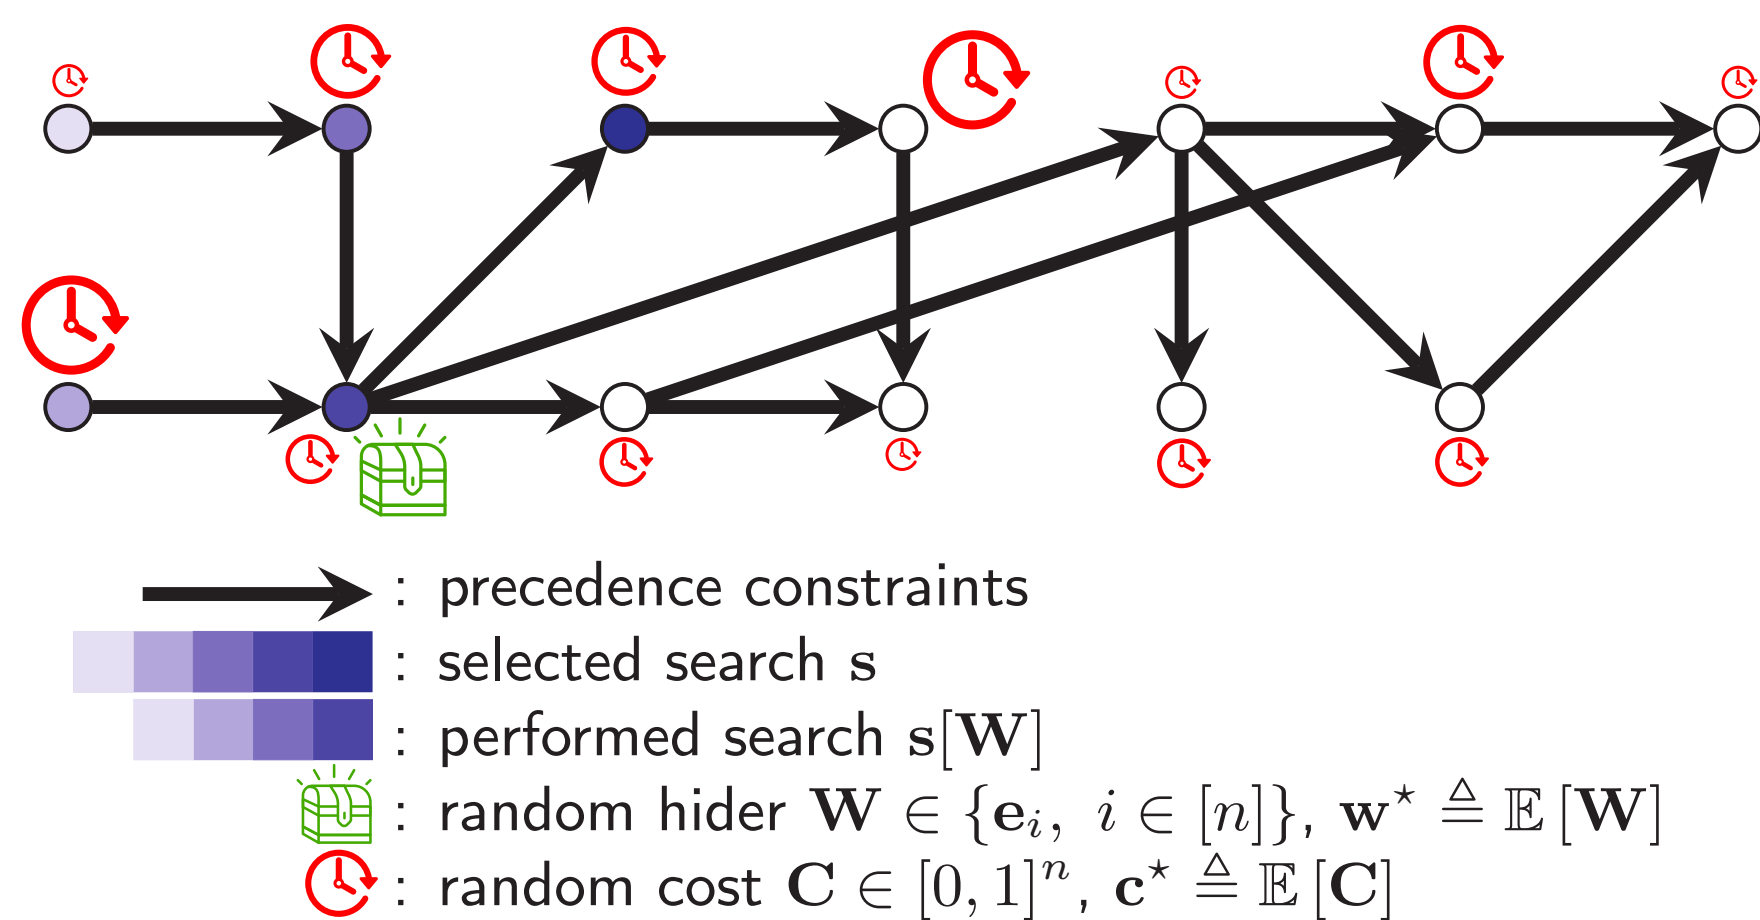 : precedence constraints
: selected search s
: performed search s[W]
: random hider W ∈ {e_i, i ∈ [n]}, w^⋆ ≜ 𝔼 [W]
: random cost C ∈ [0, 1]^n, c^⋆ ≜ 𝔼 [C]